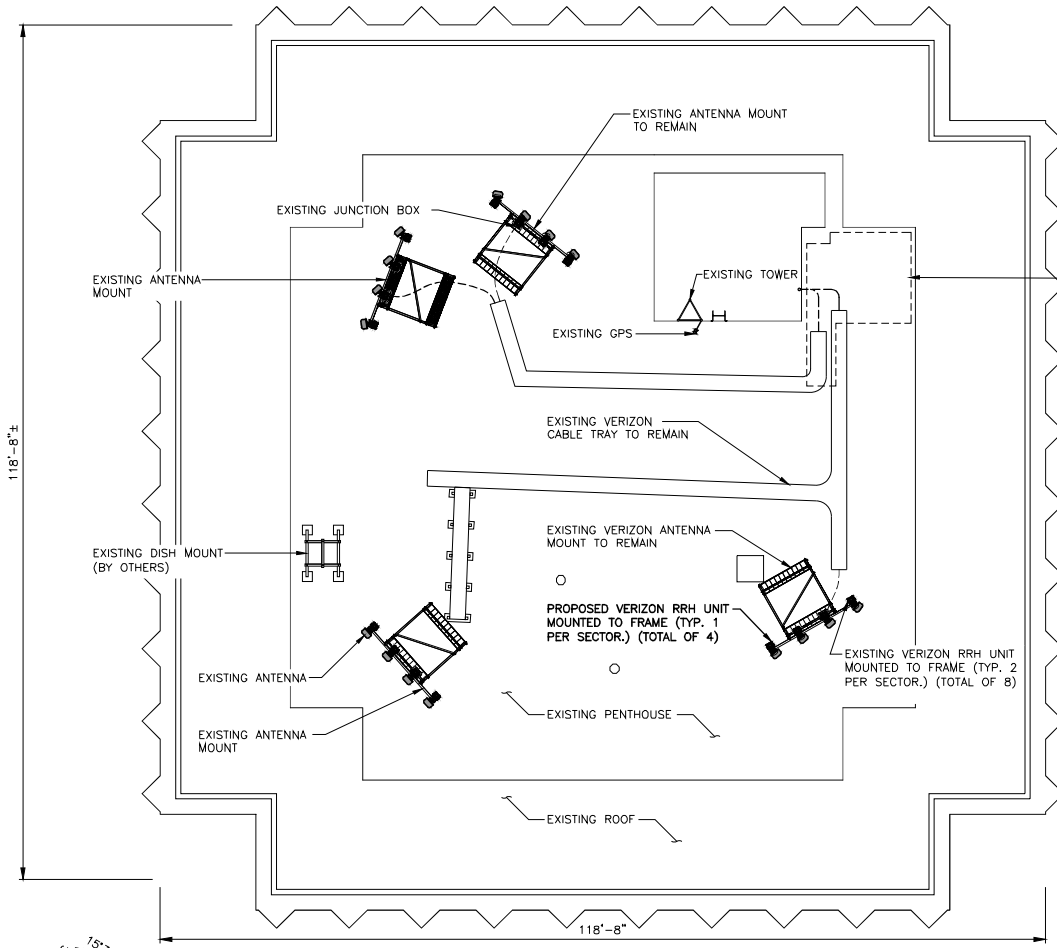 EXISTING ANTENNA MOUNT
TO REMAIN
EXISTING JUNCTION BOX
EXISTING ANTENNA
MOUNT
EXISTING TOWER
EXISTING GPS
118'-8"±
EXISTING VERIZON
CABLE TRAY TO REMAIN
EXISTING DISH MOUNT
(BY OTHERS)
EXISTING VERIZON ANTENNA
MOUNT TO REMAIN
PROPOSED VERIZON RRH UNIT
MOUNTED TO FRAME (TYP. 1
PER SECTOR.) (TOTAL OF 4)
EXISTING VERIZON RRH UNIT
MOUNTED TO FRAME (TYP. 2
PER SECTOR.) (TOTAL OF 8)
EXISTING ANTENNA
EXISTING ANTENNA
MOUNT
EXISTING PENTHOUSE
EXISTING ROOF
118'-8"